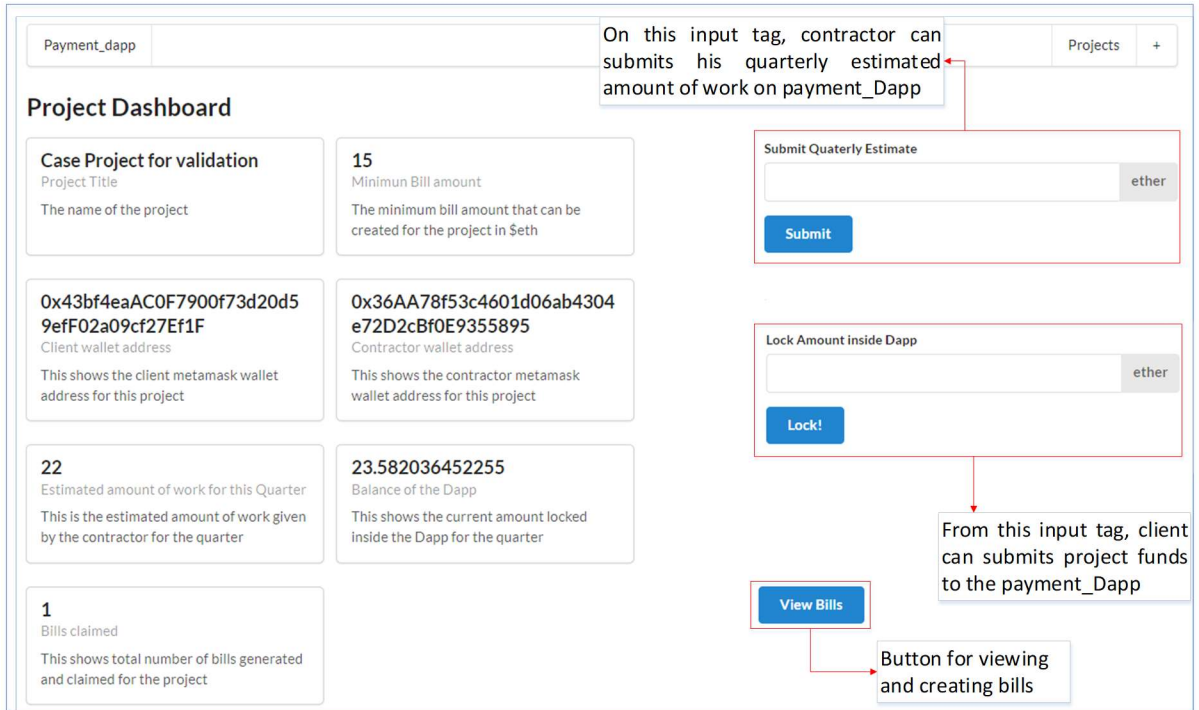 Payment_dapp
On this input tag, contractor can
submits his quarterly estimated
amount of work on payment_Dapp
Projects
+
Project Dashboard
Case Project for validation
Project Title
The name of the project
15
Minimun Bill amount
The minimum bill amount that can be
created for the project in $eth
Submit Quaterly Estimate
ether
Submit
0x43bf4eaAC0F7900f73d20d5
9efF02a09cf27Ef1F
Client wallet address
This shows the client metamask wallet
address for this project
0x36AA78f53c4601d06ab4304
e72D2cBf0E9355895
Contractor wallet address
This shows the contractor metamask
wallet address for this project
Lock Amount inside Dapp
ether
Lock!
22
Estimated amount of work for this Quarter
This is the estimated amount of work given
by the contractor for the quarter
23.582036452255
Balance of the Dapp
This shows the current amount locked
inside the Dapp for the quarter
From this input tag, client
can submits project funds
to the payment_Dapp
1
Bills claimed
This shows total number of bills generated
and claimed for the project
View Bills
Button for viewing
and creating bills